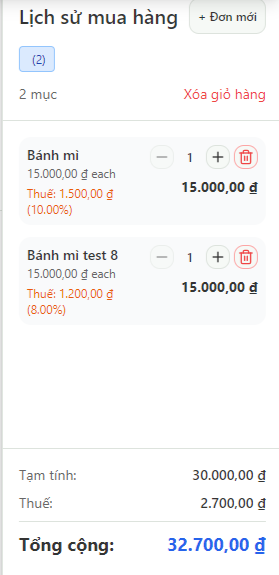 Lịch sử mua hàng
+ Đơn mới
(2)
2 mục
Xóa giỏ hàng
Bánh mì
1
15.000,00 ₫ each
15.000,00 ₫
Thuế: 1.500,00 ₫
(10.00%)
Bánh mì test 8
1
15.000,00 ₫ each
15.000,00 ₫
Thuế: 1.200,00 ₫
(8.00%)
Tạm tính: 30.000,00 ₫
Thuế: 2.700,00 ₫
Tổng cộng: 32.700,00 ₫